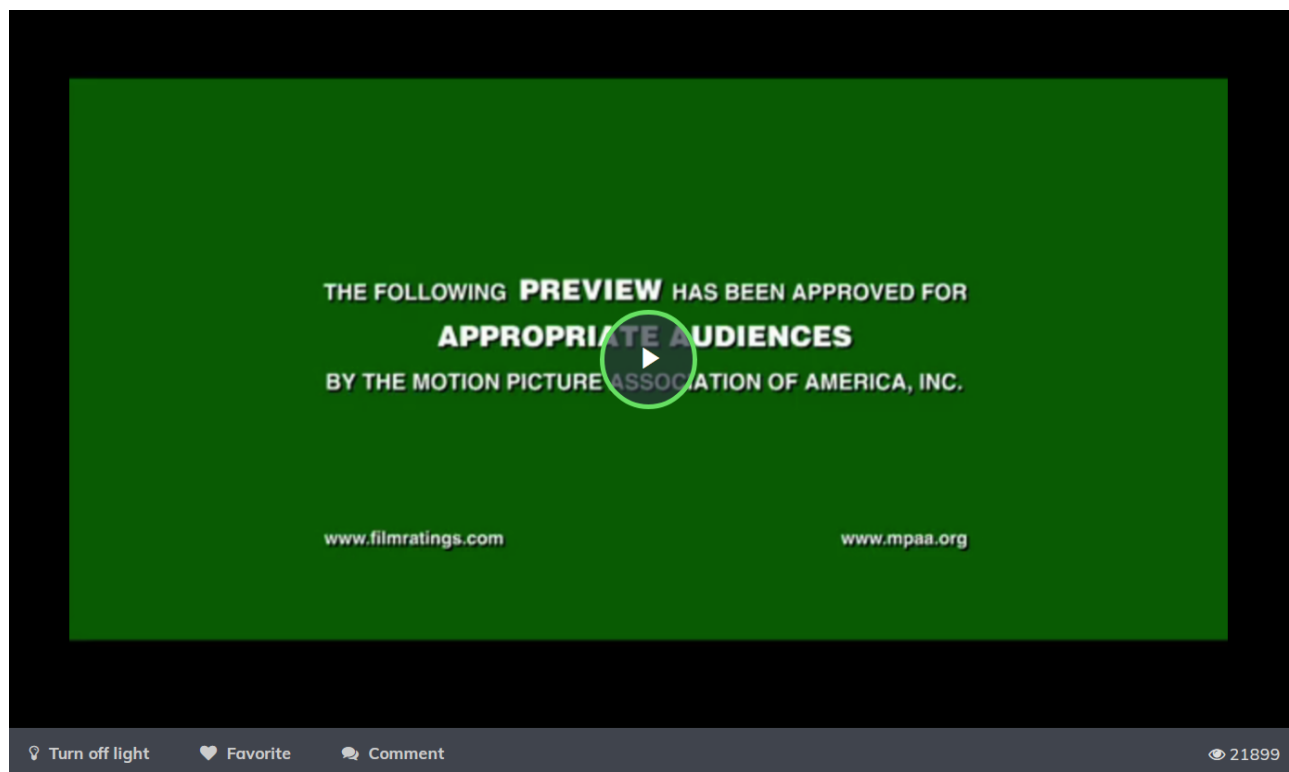 THE FOLLOWING PREVIEW HAS BEEN APPROVED FOR
APPROPRIATE AUDIENCES
BY THE MOTION PICTURE ASSOCIATION OF AMERICA, INC.
www.filmratings.com www.mpaa.org
Turn off light Favorite Comment 21899